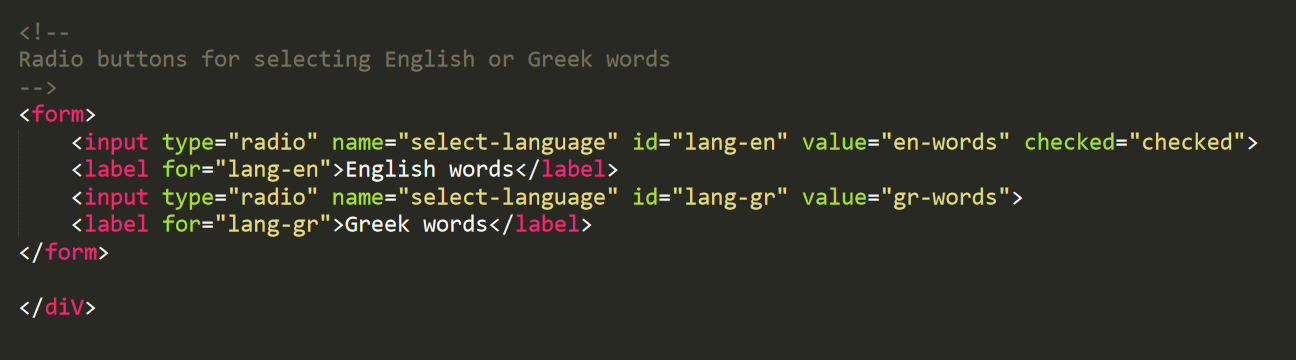 <!--
Radio buttons for selecting English or Greek words
-->
<form>
    <input type="radio" name="select-language" id="lang-en" value="en-words" checked="checked">
    <label for="lang-en">English words</label>
    <input type="radio" name="select-language" id="lang-gr" value="gr-words">
    <label for="lang-gr">Greek words</label>
</form>
</diV>